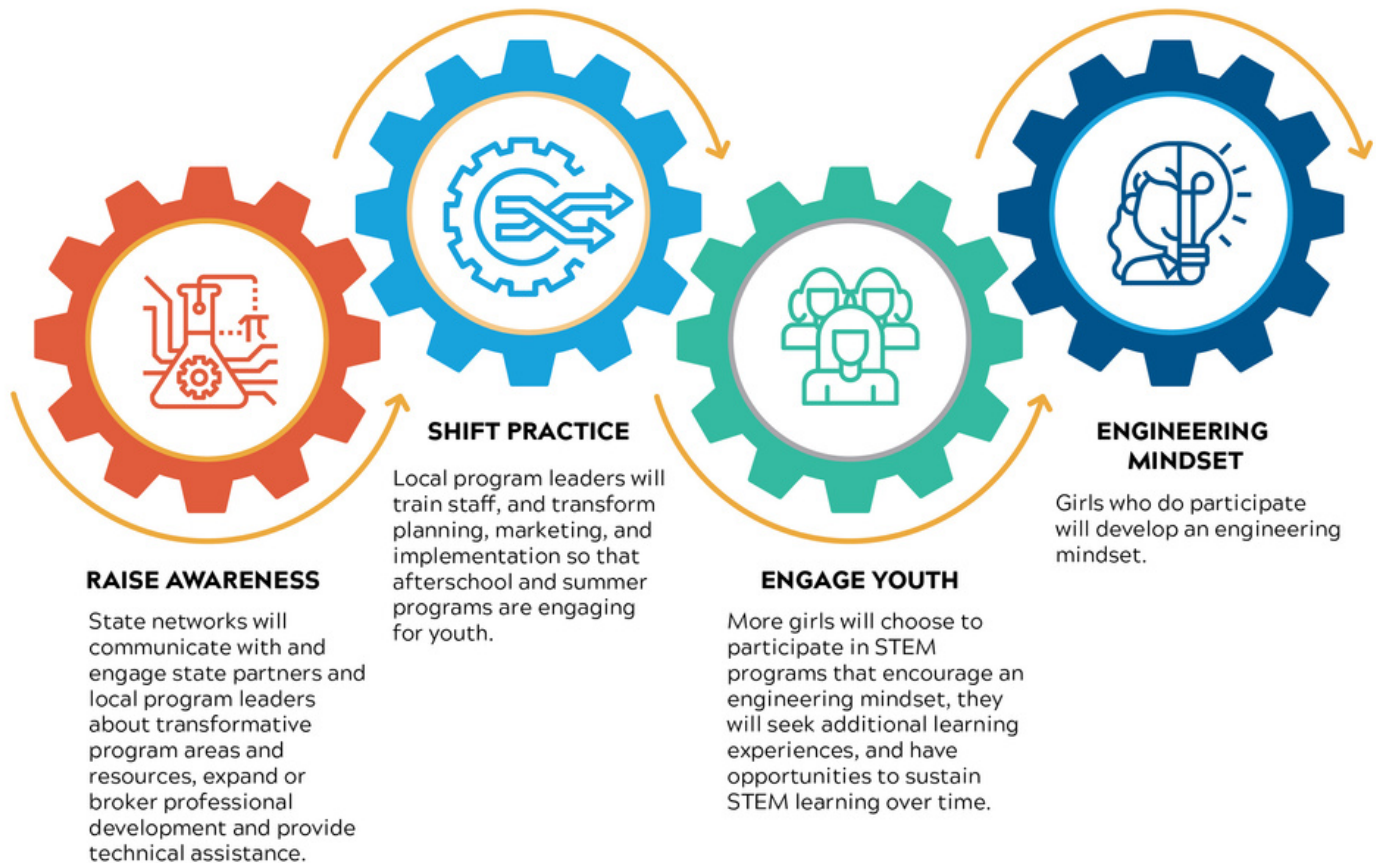 π
RAISE AWARENESS
State networks will
communicate with and
engage state partners and
local program leaders
about transformative
program areas and
resources, expand or
broker professional
development and provide
technical assistance.
SHIFT PRACTICE
Local program leaders will
train staff, and transform
planning, marketing, and
implementation so that
afterschool and summer
programs are engaging
for youth.
ENGAGE YOUTH
More girls will choose to
participate in STEM
programs that encourage an
engineering mindset, they
will seek additional learning
experiences, and have
opportunities to sustain
STEM learning over time.
ENGINEERING
MINDSET
Girls who do participate
will develop an engineering
mindset.